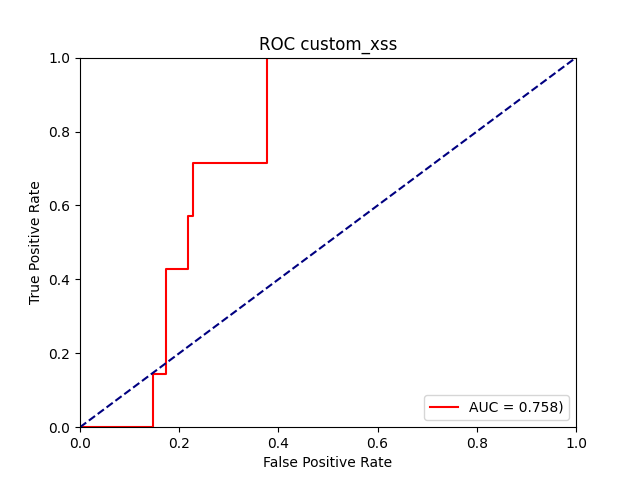 ROC custom_xss
1.0
0.8
0.6
0.4
0.2
0.0
True Positive Rate
AUC = 0.758)
0.0 0.2 0.4 0.6 0.8 1.0
False Positive Rate